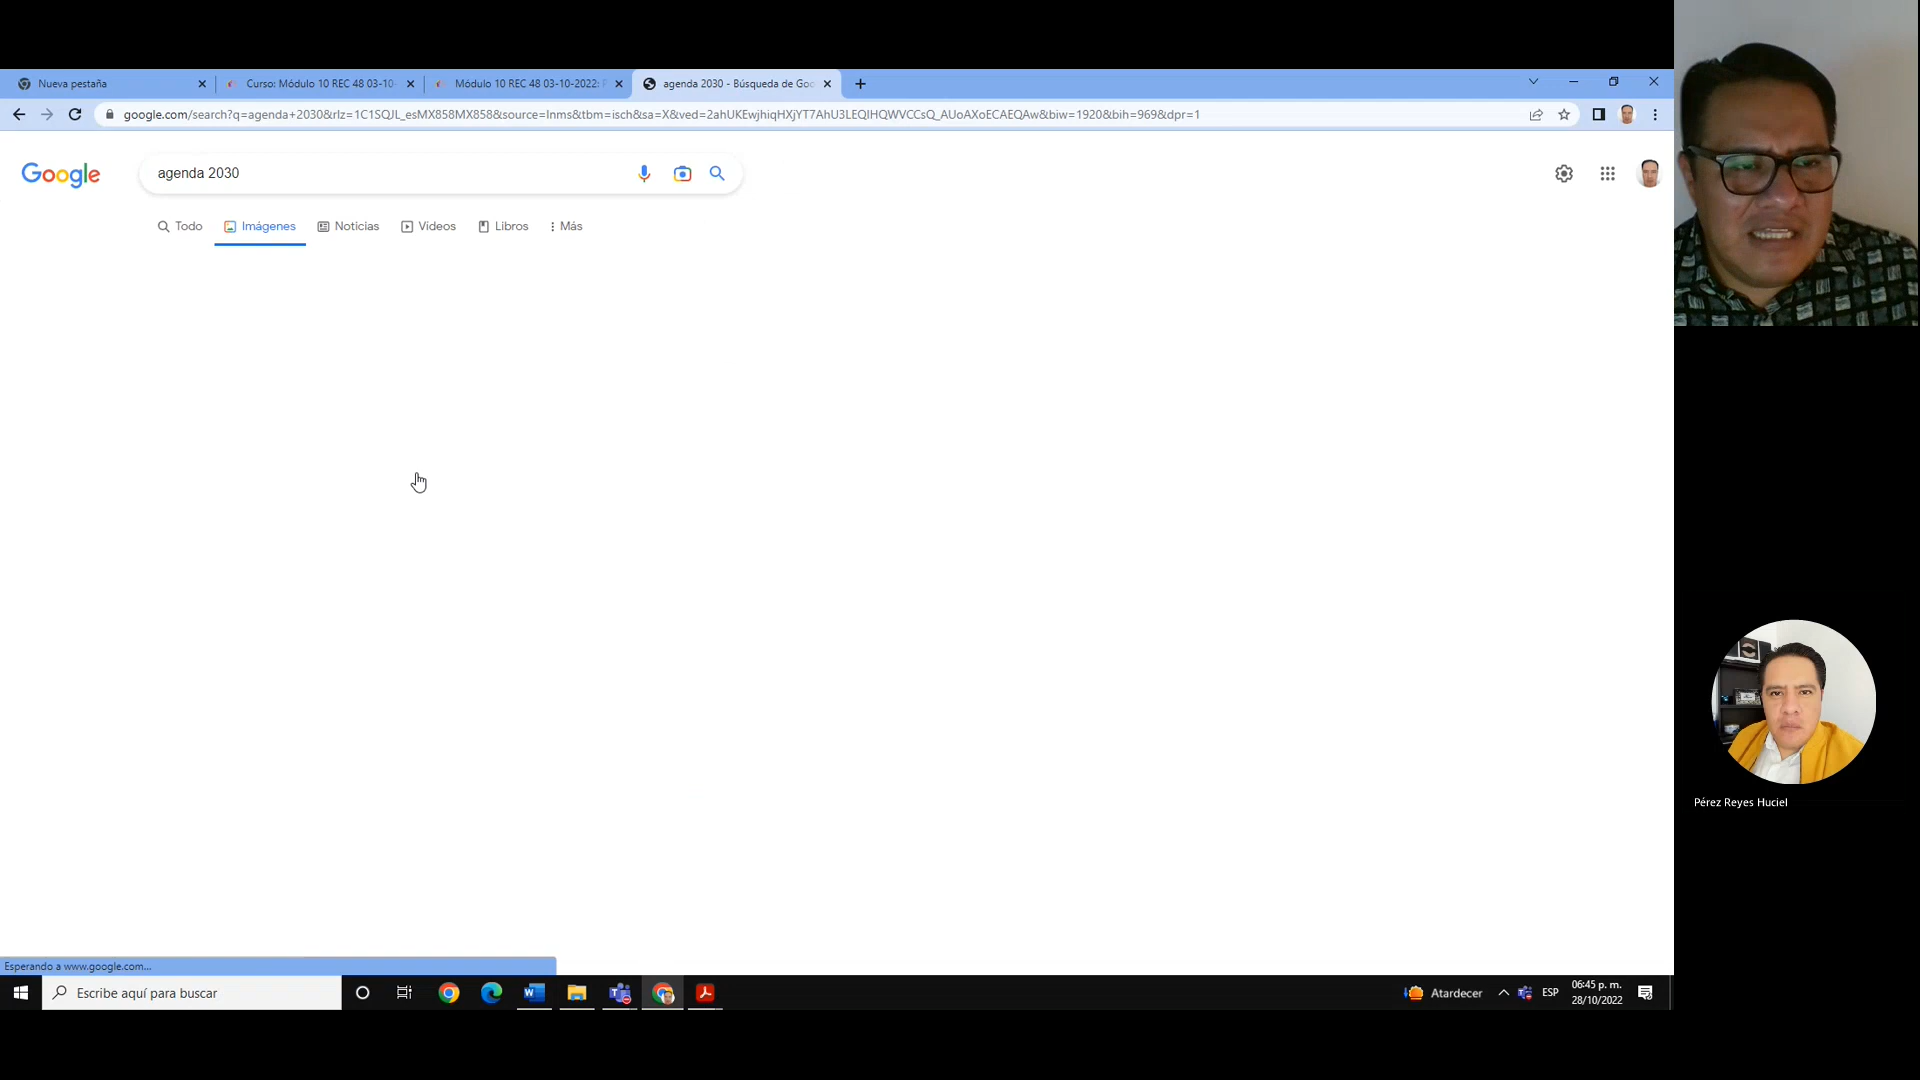 Nueva pestaña
Curso: Módulo 10 REC 48 03-10-
Módulo 10 REC 48 03-10-2022:
agenda 2030 - Búsqueda de Goo
google.com/search?q=agenda+2030&rlz=1C1SQJL_esMX858MX858&source=lnms&tbm=isch&sa=X&ved=2ahUKEwjhiqHXjYT7AhU3LEQIHQWVCCsQ_AUoAXoECAEQAw&biw=1920&bih=969&dpr=1
Google
agenda 2030
Todo
Imágenes
Noticias
Videos
Libros
Más
Pérez Reyes Huciel
Esperando a www.google.com...
Escribe aquí para buscar
Atardecer
ESP
06:45 p. m.
28/10/2022